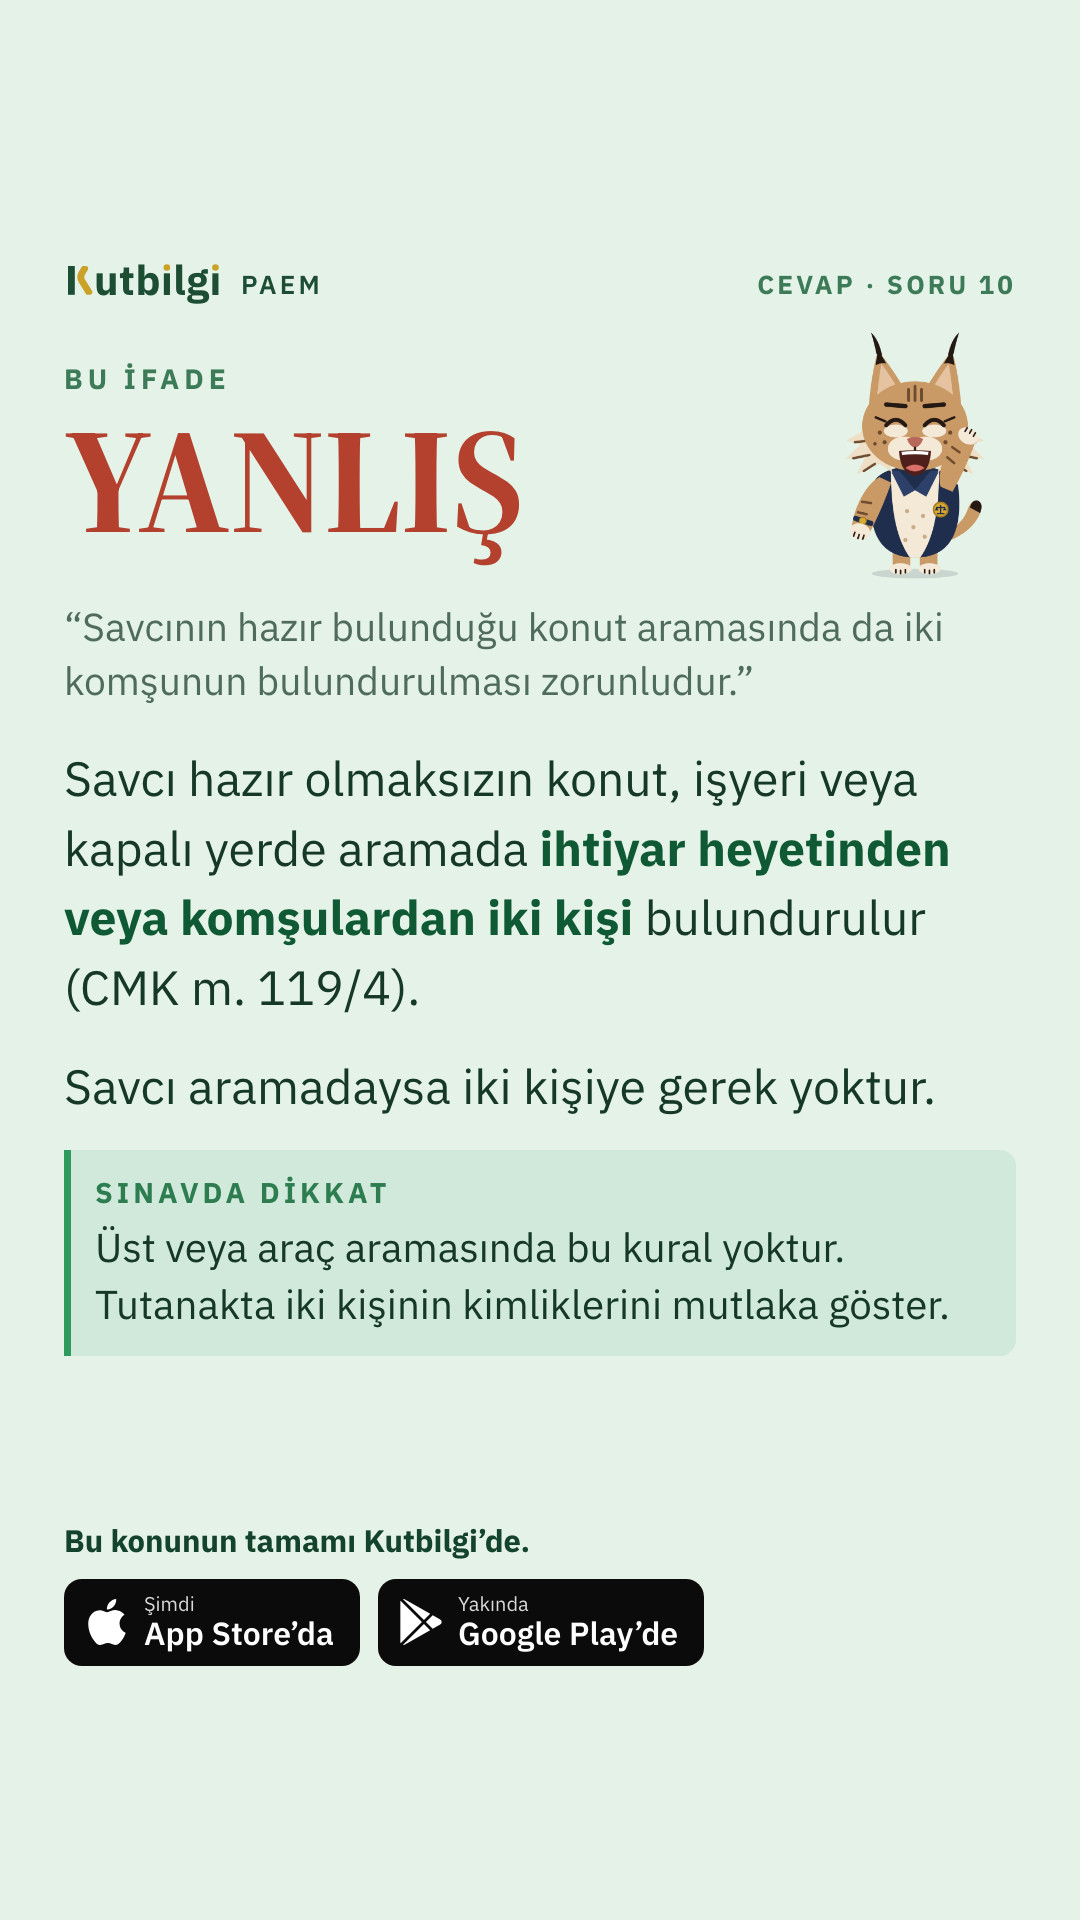 Kutbilgi PAEM
CEVAP · SORU 10
BU İFADE
YANLIŞ
“Savcının hazır bulunduğu konut aramasında da iki
komşunun bulundurulması zorunludur.”
Savcı hazır olmaksızın konut, işyeri veya
kapalı yerde aramada ihtiyar heyetinden
veya komşulardan iki kişi bulundurulur
(CMK m. 119/4).
Savcı aramadaysa iki kişiye gerek yoktur.
SINAVDA DİKKAT
Üst veya araç aramasında bu kural yoktur.
Tutanakta iki kişinin kimliklerini mutlaka göster.
Bu konunun tamamı Kutbilgi’de.
Şimdi
App Store’da
Yakında
Google Play’de